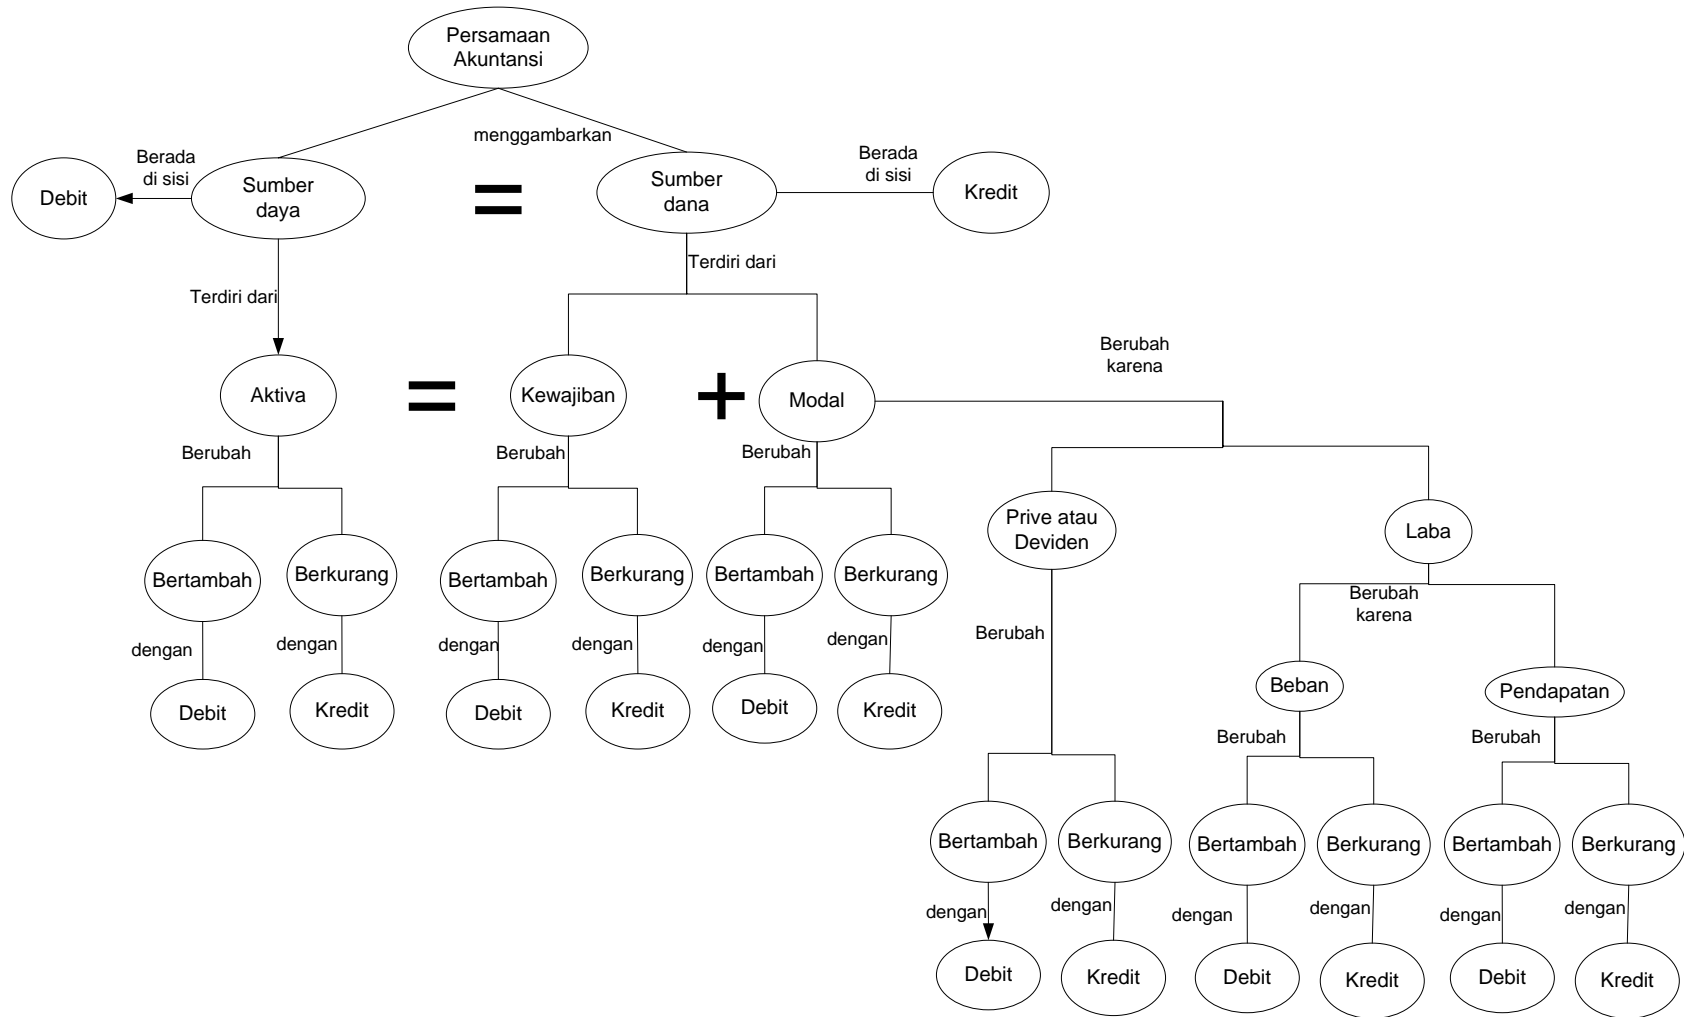 Persamaan
Akuntansi
menggambarkan
Berada
di sisi
Berada
di sisi
Debit
Sumber
daya
=
Sumber
dana
Kredit
Terdiri dari
Terdiri dari
Berubah
karena
Aktiva
=
Kewajiban
+
Modal
Berubah
Berubah
Berubah
Prive atau
Deviden
Laba
Bertambah
Berkurang
Bertambah
Berkurang
Bertambah
Berkurang
Berubah
karena
Berubah
dengan
dengan
dengan
dengan
dengan
dengan
Beban
Pendapatan
Debit
Kredit
Debit
Kredit
Debit
Kredit
Berubah
Berubah
Bertambah
Berkurang
Bertambah
Berkurang
Bertambah
Berkurang
dengan
dengan
dengan
dengan
dengan
dengan
Debit
Kredit
Debit
Kredit
Debit
Kredit